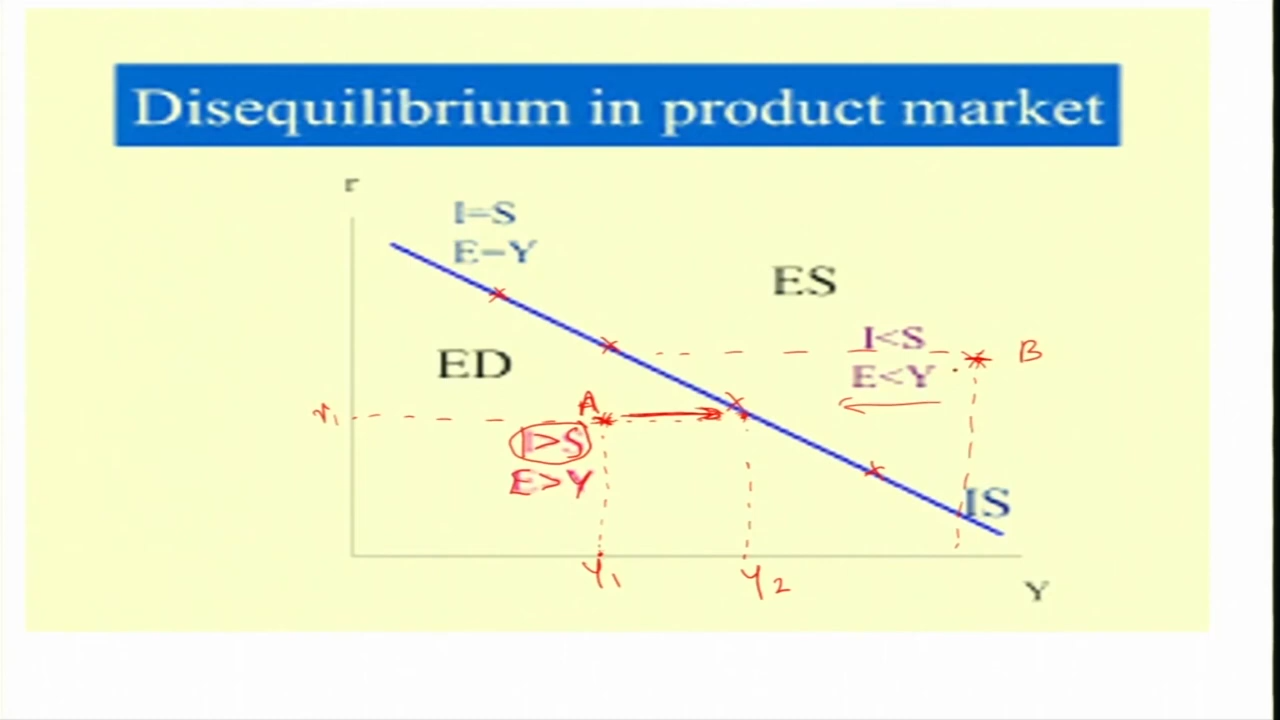 Disequilibrium in product market
r
I=S
E=Y
ES
I<S
E<Y
B
ED
A
r1
I>S
E>Y
IS
Y1
Y2
Y